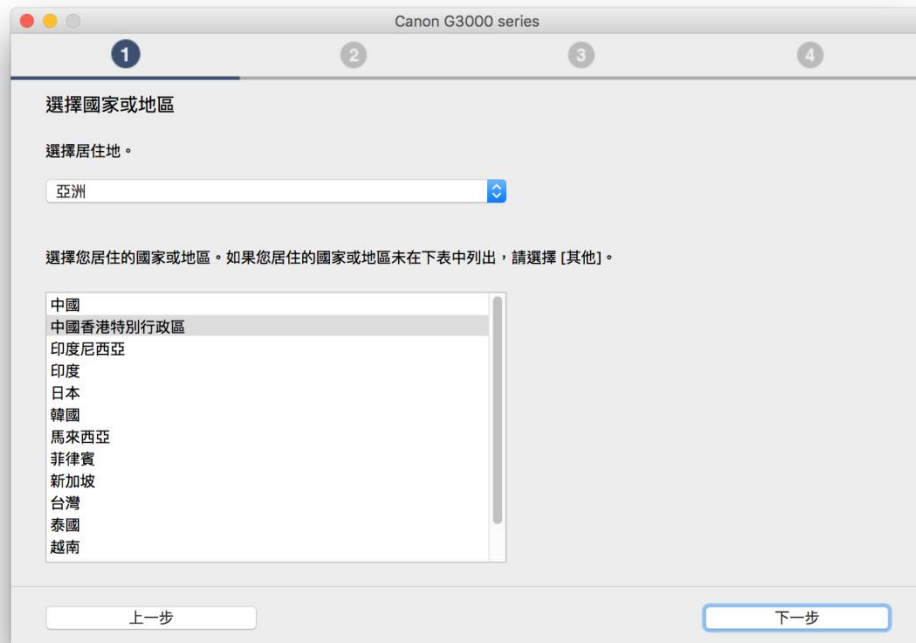 Canon G3000 series
1
2
3
4
選擇國家或地區
選擇居住地。
亞洲
選擇您居住的國家或地區。如果您居住的國家或地區未在下表中列出，請選擇 [其他]。
中國
中國香港特別行政區
印度尼西亞
印度
日本
韓國
馬來西亞
菲律賓
新加坡
台灣
泰國
越南
上一步
下一步